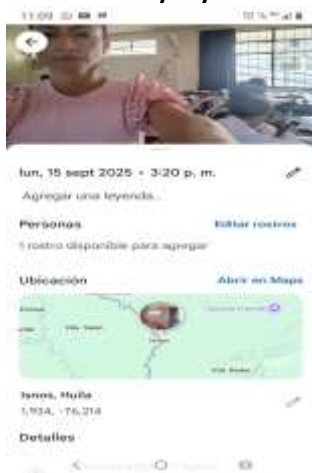 11:09
lun, 15 sept 2025 • 3:20 p. m.
Agregar una leyenda...
Personas
Editar rostros
1 rostro disponible para agregar
Ubicación
Abrir en Maps
Isnos, Huila
1,934, -76,214
Detalles